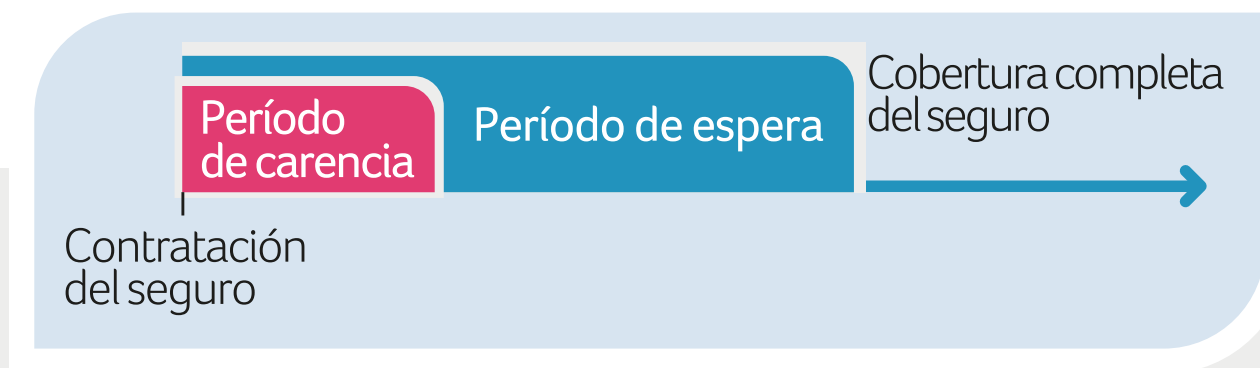 Período
de carencia
Período de espera
Cobertura completa
del seguro
Contratación
del seguro